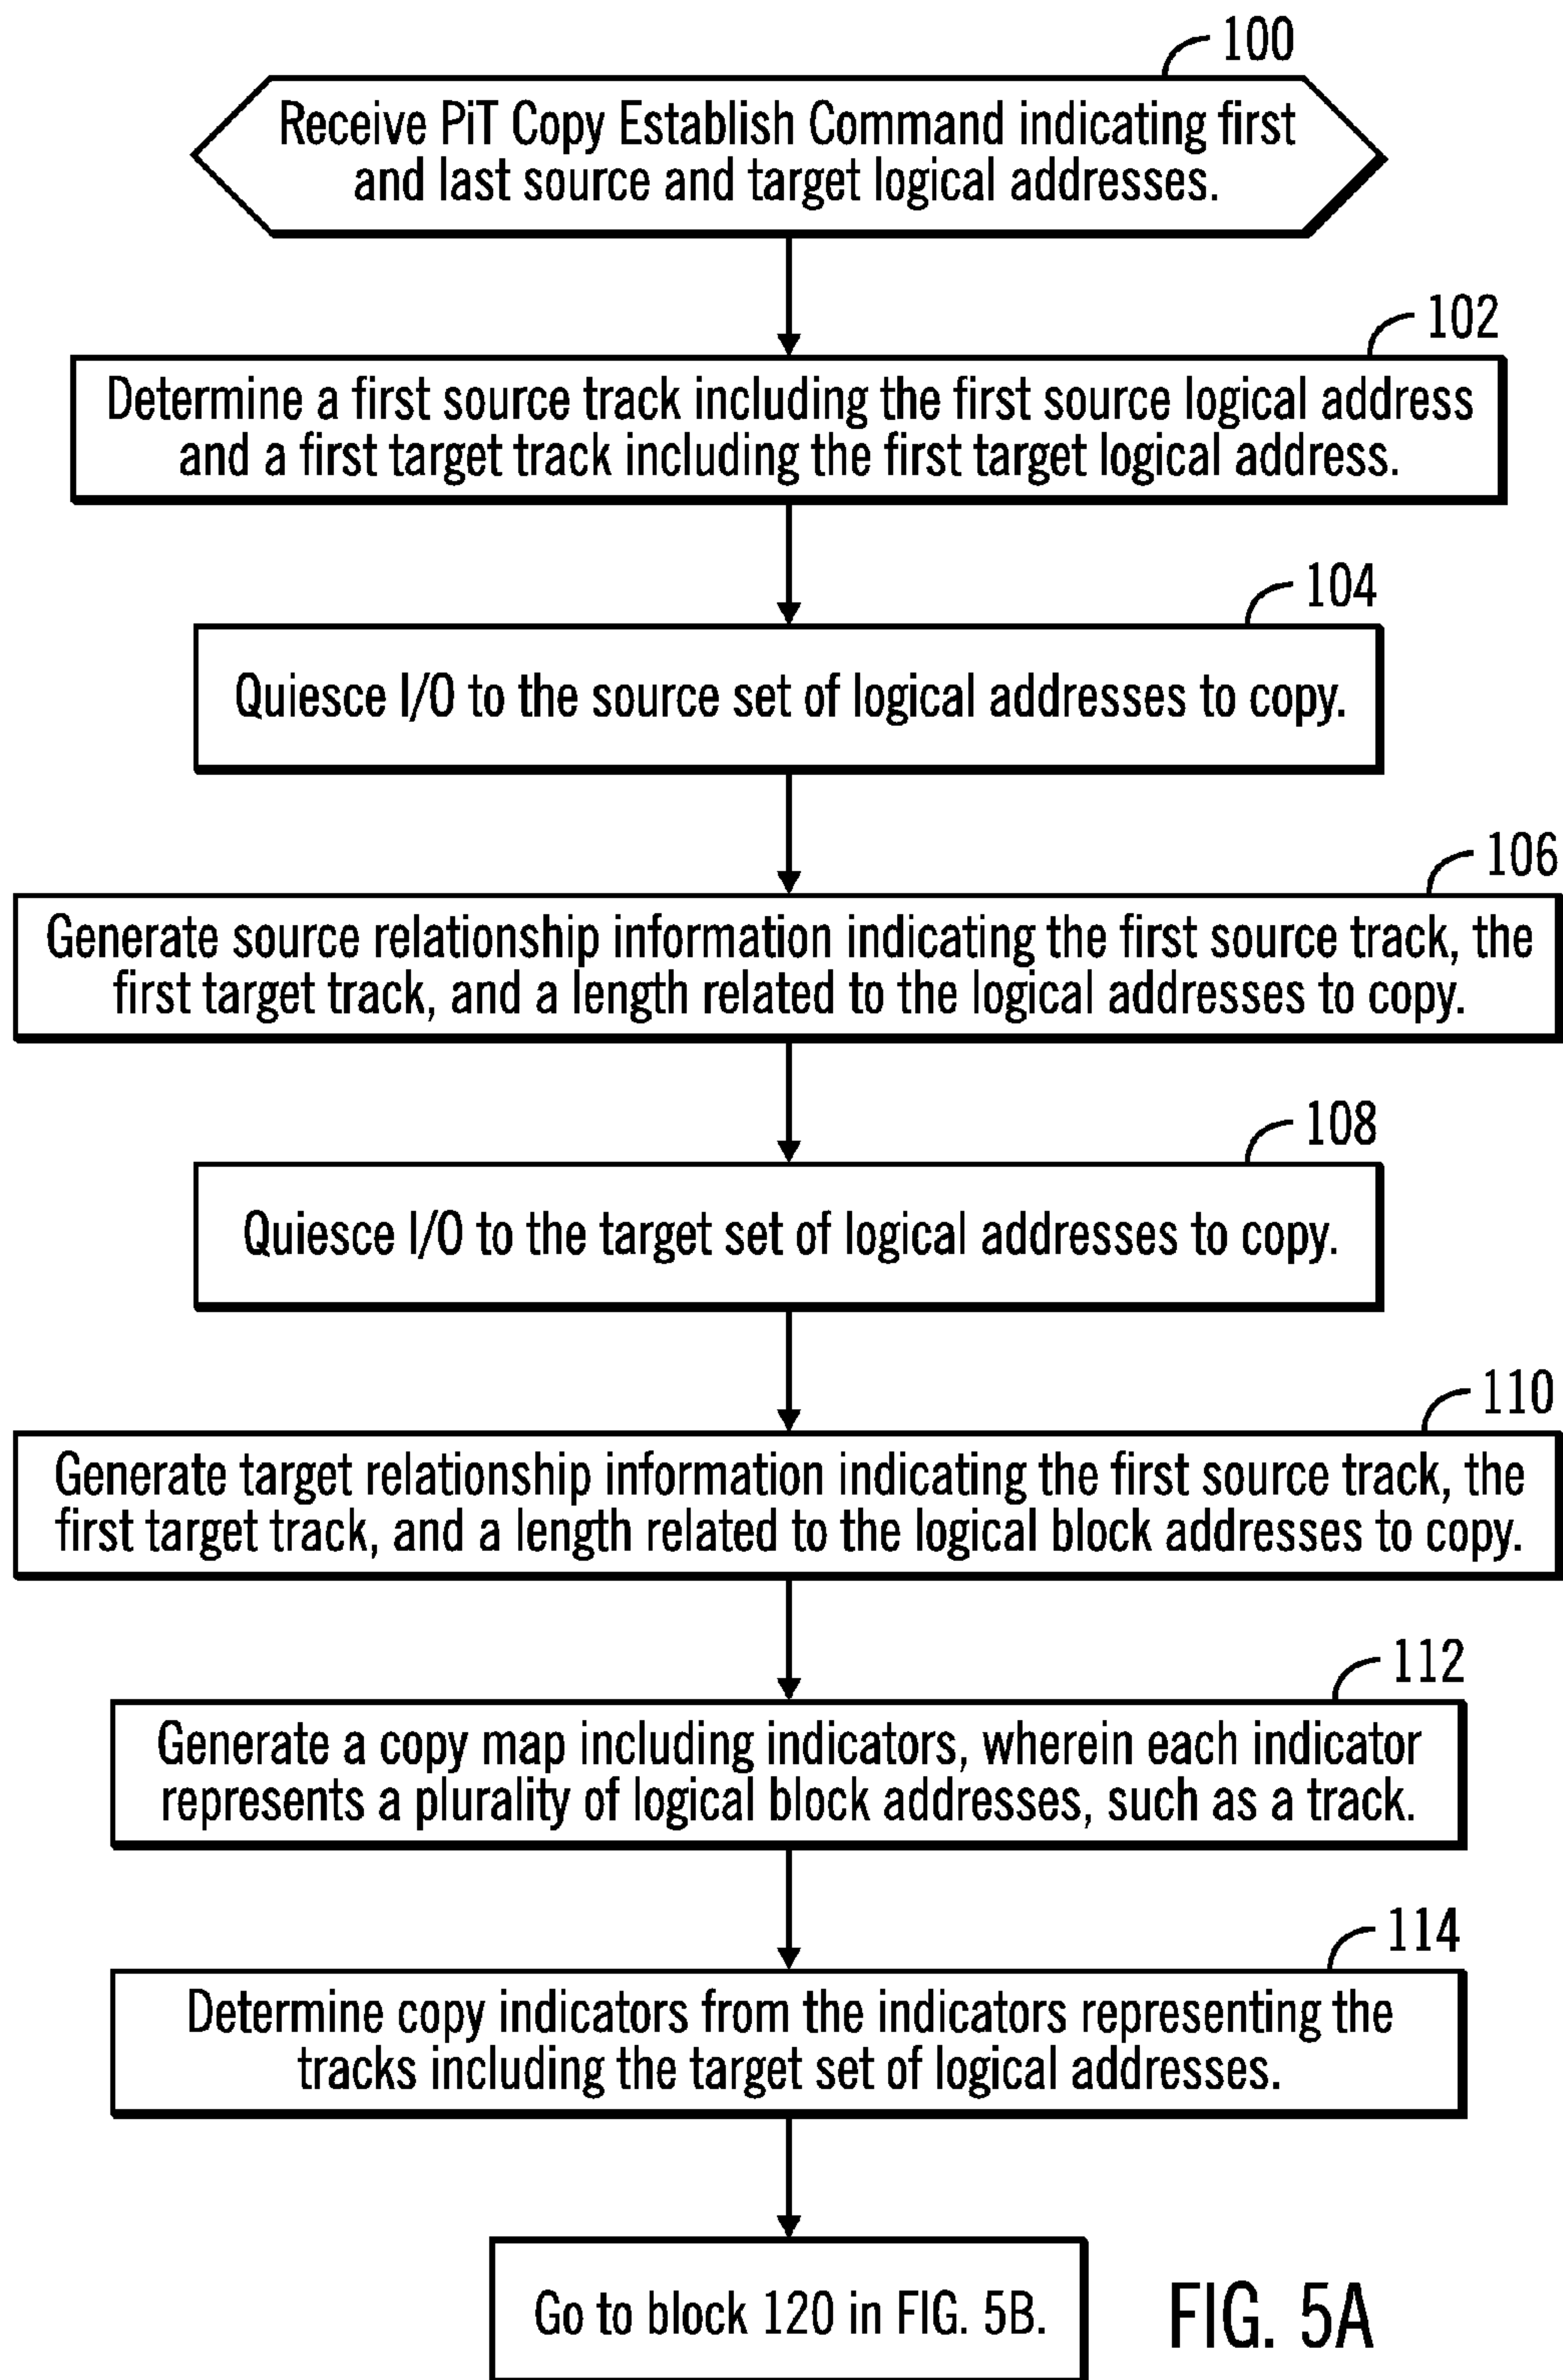 100
Receive PiT Copy Establish Command indicating first
and last source and target logical addresses.
102
Determine a first source track including the first source logical address
and a first target track including the first target logical address.
104
Quiesce I/O to the source set of logical addresses to copy.
106
Generate source relationship information indicating the first source track, the
first target track, and a length related to the logical addresses to copy.
108
Quiesce I/O to the target set of logical addresses to copy.
110
Generate target relationship information indicating the first source track, the
first target track, and a length related to the logical block addresses to copy.
112
Generate a copy map including indicators, wherein each indicator
represents a plurality of logical block addresses, such as a track.
114
Determine copy indicators from the indicators representing the
tracks including the target set of logical addresses.
Go to block 120 in FIG. 5B.
FIG. 5A